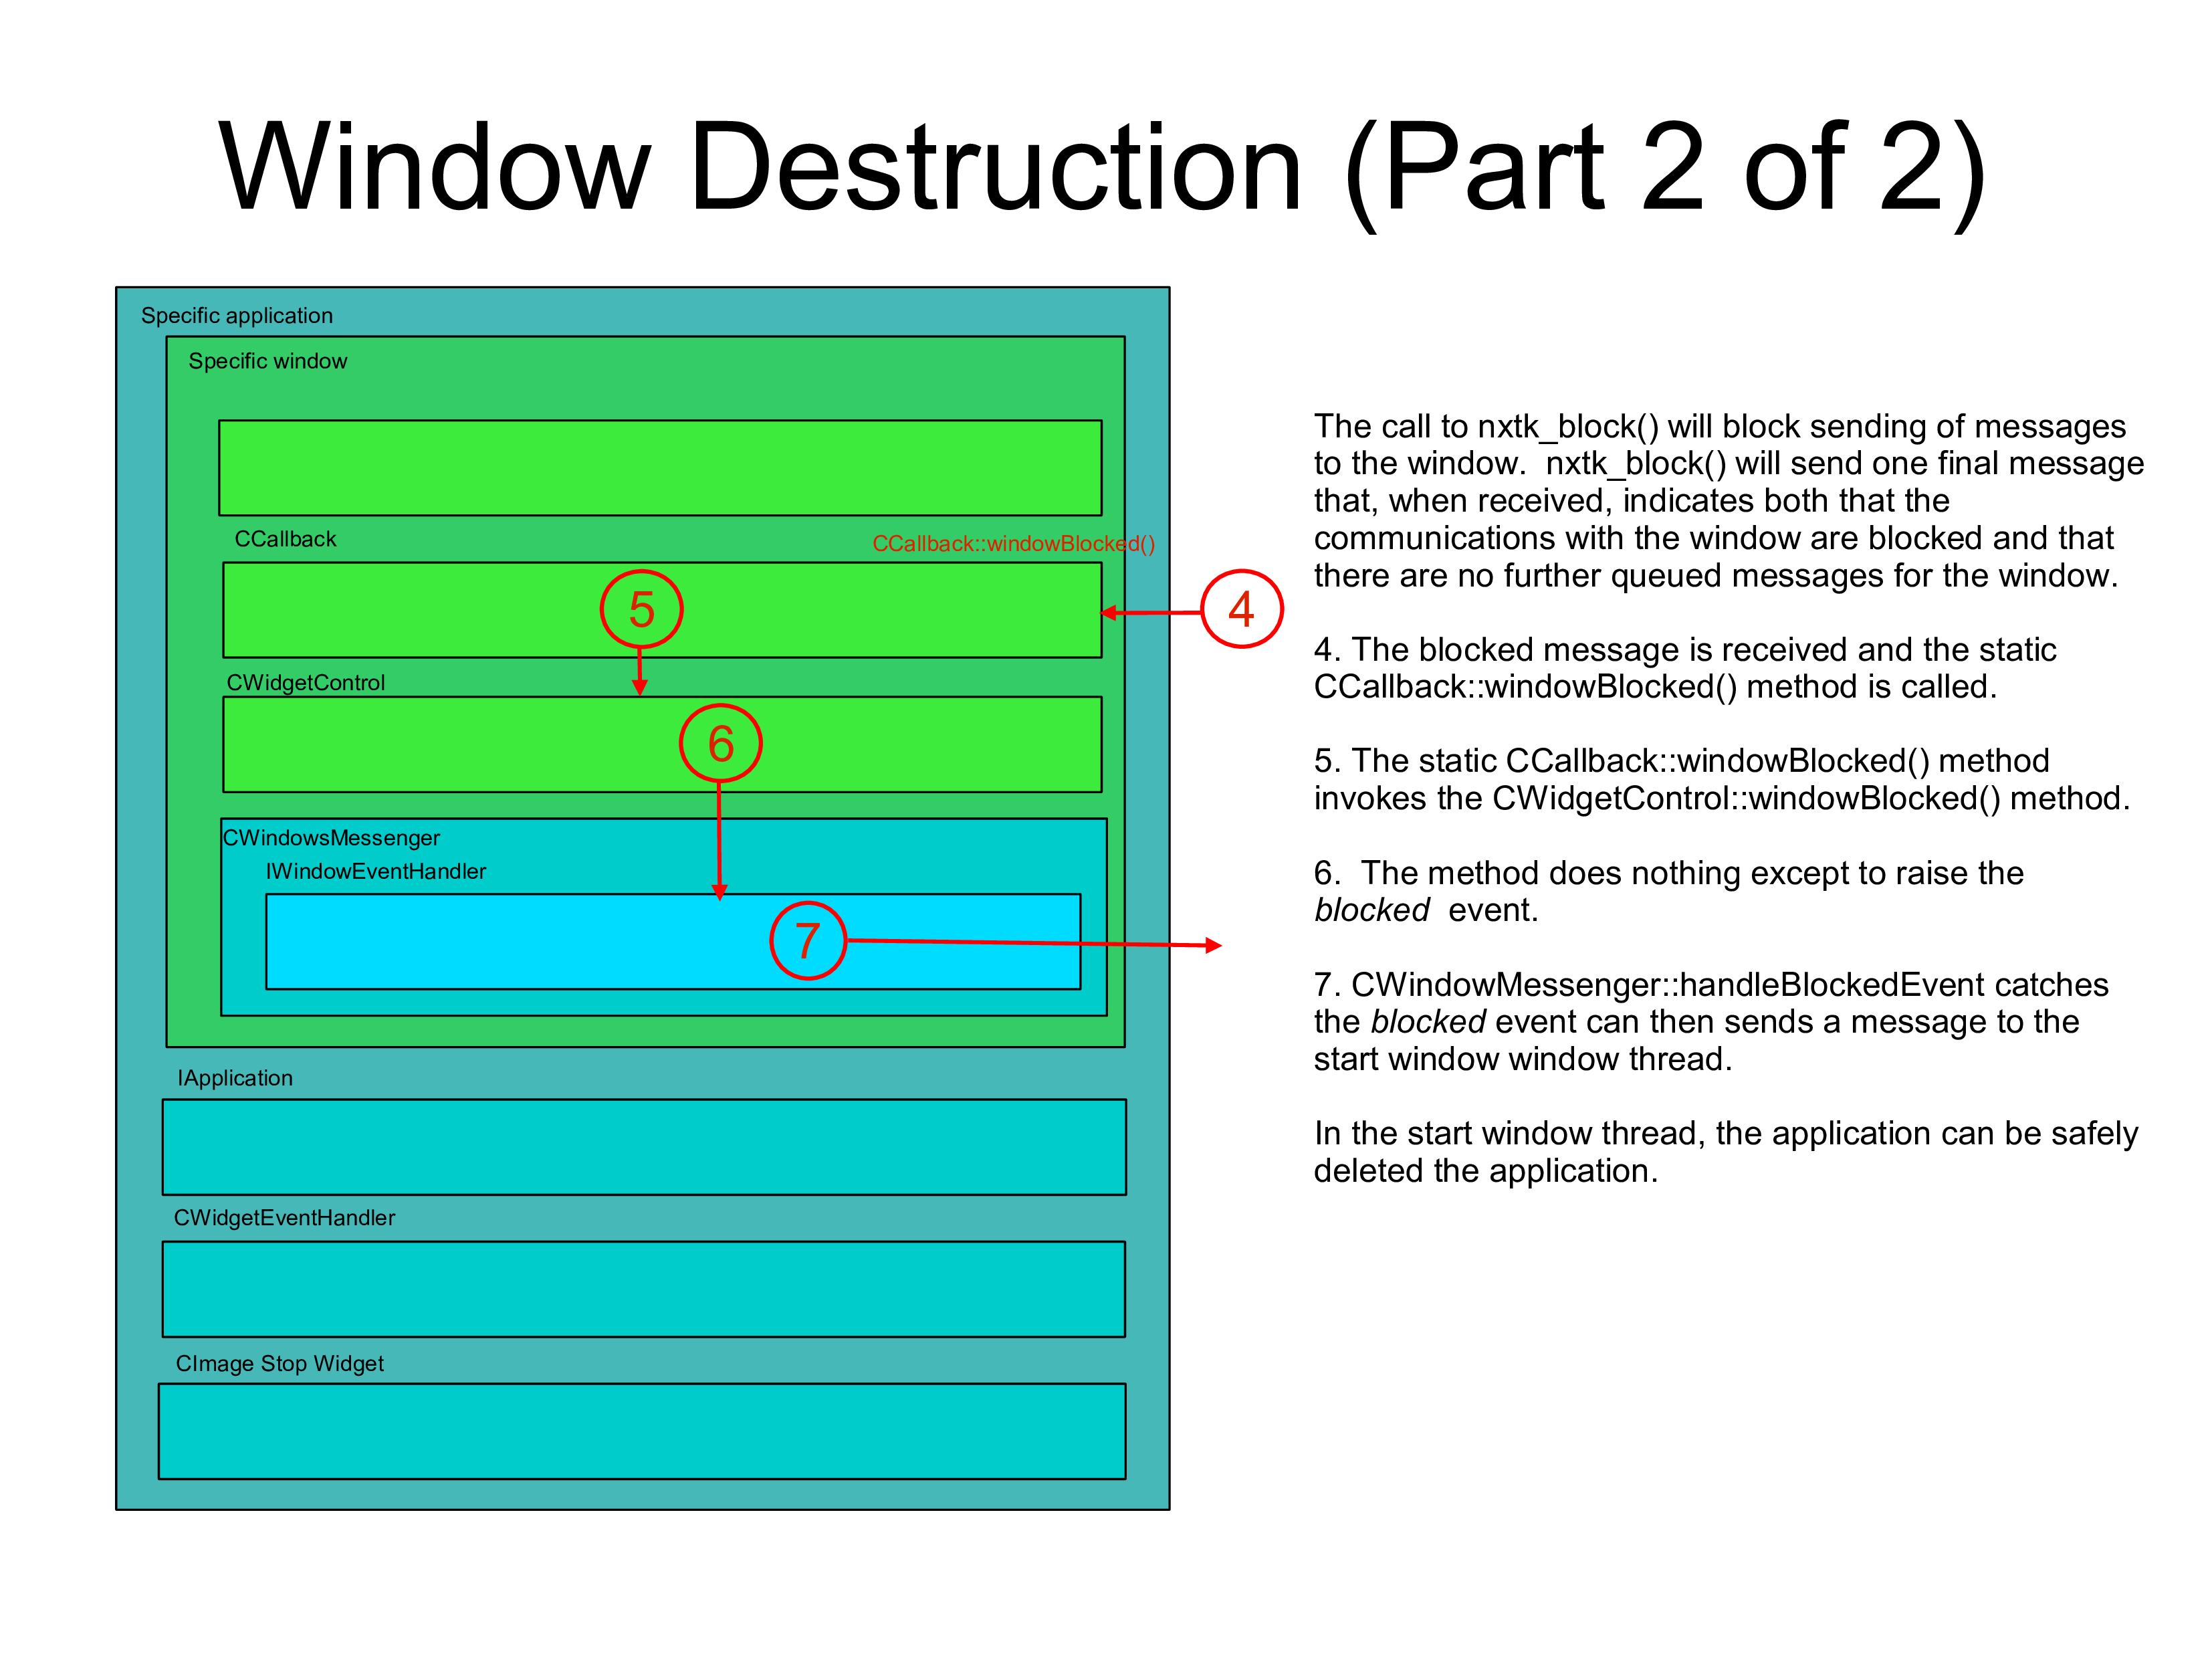 Window Destruction (Part 2 of 2)
Specific application
Specific window
CCallback
CCallback::windowBlocked()
5
4
CWidgetControl
6
CWindowsMessenger
IWindowEventHandler
7
IApplication
CWidgetEventHandler
CImage Stop Widget
The call to nxtk_block() will block sending of messages
to the window.  nxtk_block() will send one final message
that, when received, indicates both that the
communications with the window are blocked and that
there are no further queued messages for the window.
4. The blocked message is received and the static
CCallback::windowBlocked() method is called.
5. The static CCallback::windowBlocked() method
invokes the CWidgetControl::windowBlocked() method.
6.  The method does nothing except to raise the
blocked  event.
7. CWindowMessenger::handleBlockedEvent catches
the blocked event can then sends a message to the
start window window thread.
In the start window thread, the application can be safely
deleted the application.